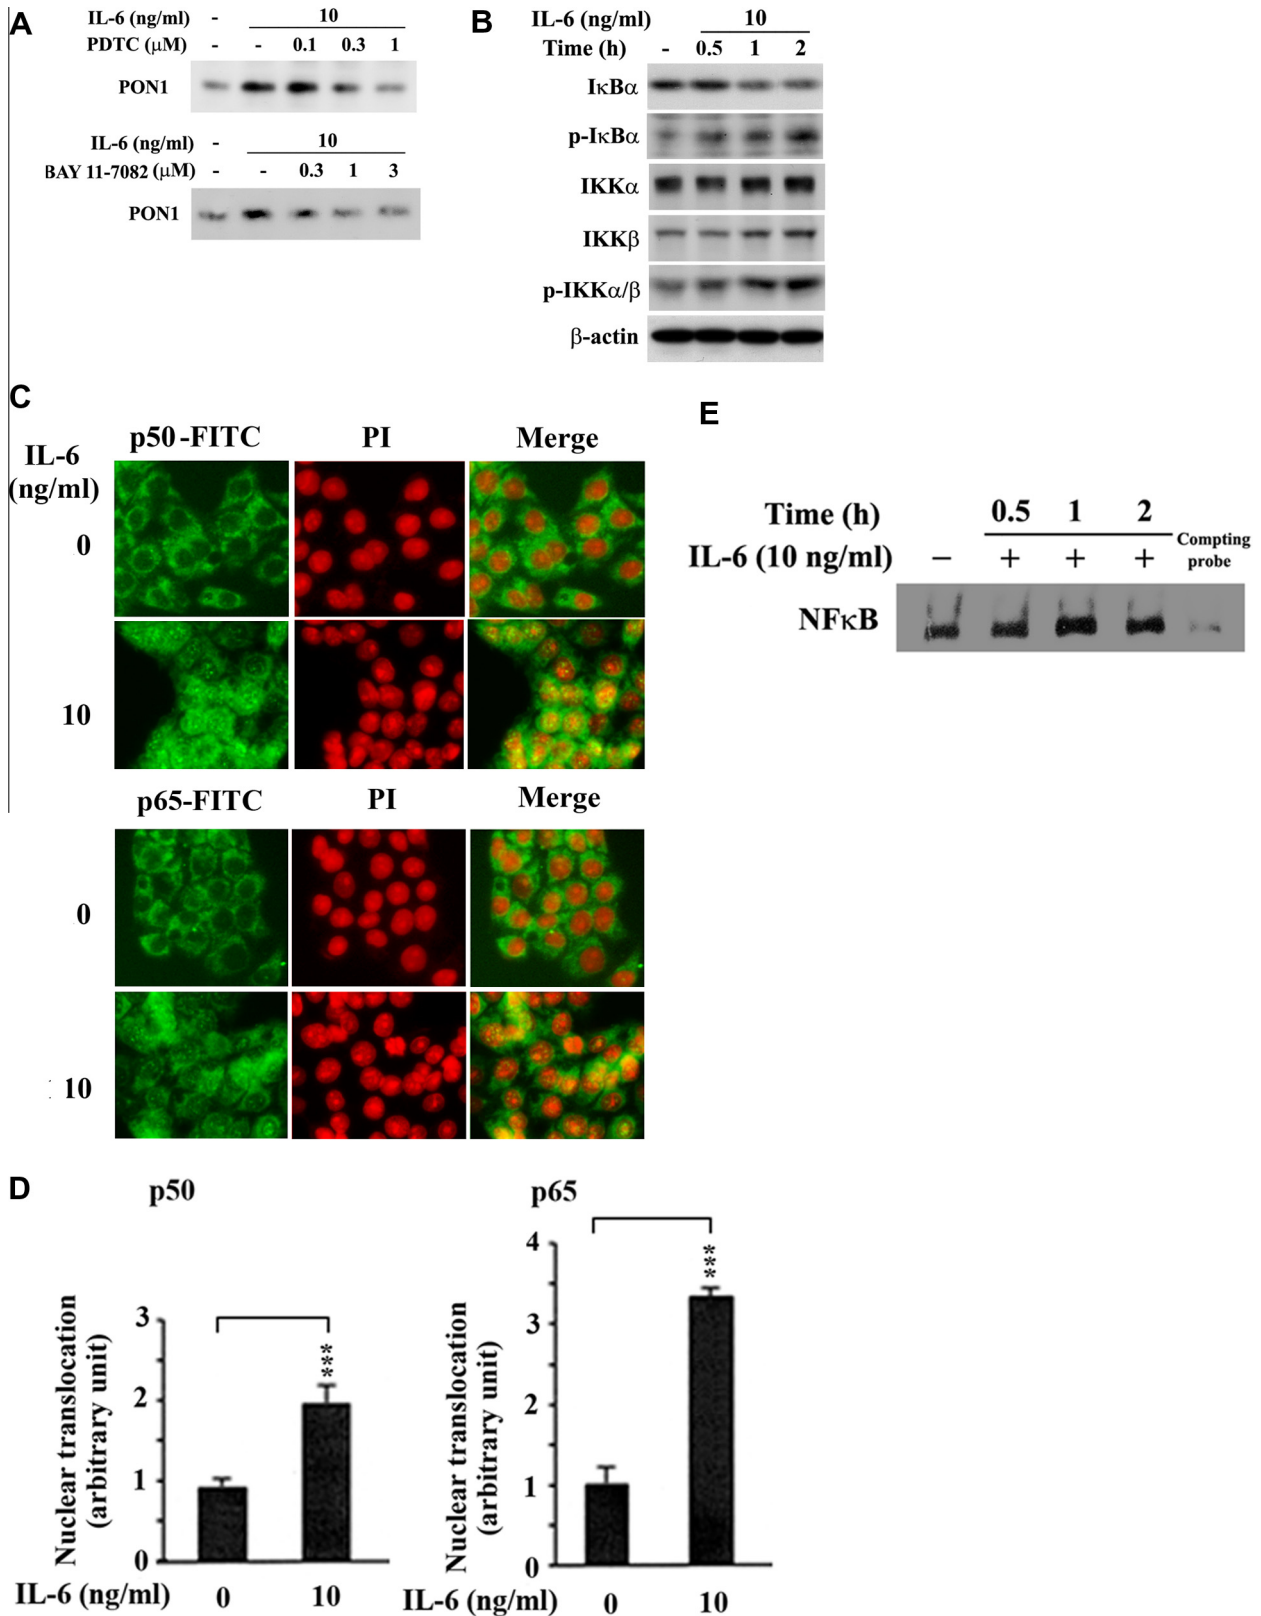 A
IL-6 (ng/ml) - 10
PDTC (µM) - - 0.1 0.3 1
PON1
IL-6 (ng/ml) - 10
BAY 11-7082 (µM) - - 0.3 1 3
PON1
B
IL-6 (ng/ml) 10
Time (h) - 0.5 1 2
IκBα
p-IκBα
IKKα
IKKβ
p-IKKα/β
β-actin
C
IL-6
(ng/ml)
p50-FITC PI Merge
0
10
p65-FITC PI Merge
0
10
E
Time (h) 0.5 1 2
IL-6 (10 ng/ml) − + + +
Compting
probe
NFκB
D
p50
Nuclear translocation
(arbitrary unit)
3
2
1
0
***
IL-6 (ng/ml) 0 10
p65
Nuclear translocation
(arbitrary unit)
4
3
2
1
0
***
IL-6 (ng/ml) 0 10